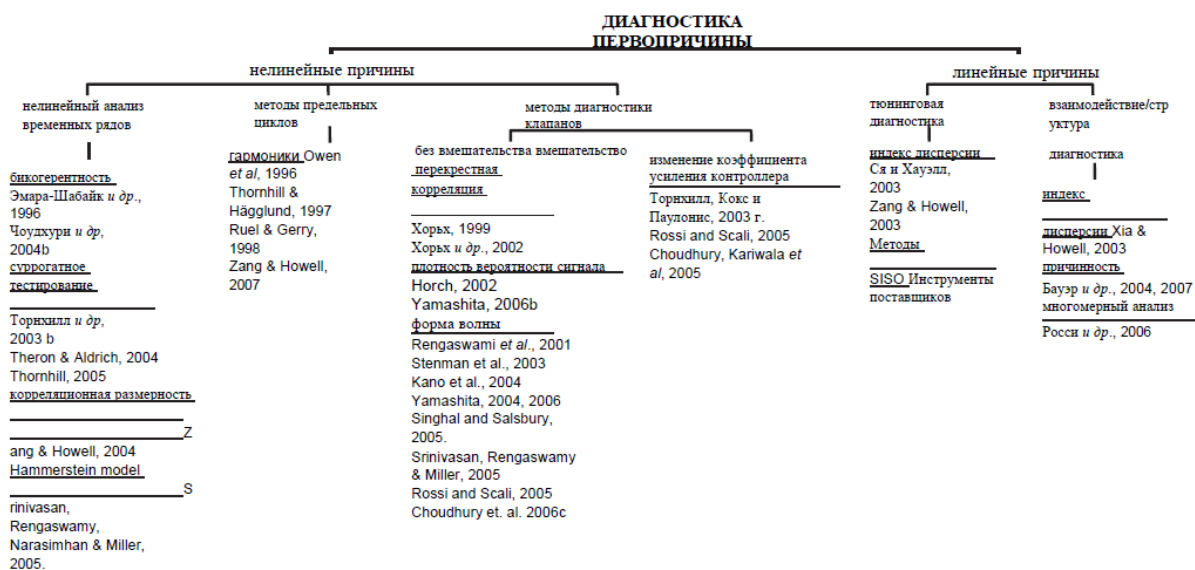 ДИАГНОСТИКА
ПЕРВОПРИЧИНЫ
нелинейные причины
линейные причины
нелинейный анализ
временных рядов
бикогерентность
Эмара-Шабайк и др.,
1996
Чоудхури и др,
2004b
суррогатное
тестирование
Торнхилл и др,
2003 b
Theron & Aldrich, 2004
Thornhill, 2005
корреляционная размерность
Z
ang & Howell, 2004
Hammerstein model
S
rinivasan,
Rengaswamy,
Narasimhan & Miller,
2005.
методы предельных
циклов
гармоники Owen
et al, 1996
Thornhill &
Hägglund, 1997
Ruel & Gerry,
1998
Zang & Howell,
2007
методы диагностики
клапанов
без вмешательства вмешательство
перекрестная
корреляция
Хорьх, 1999
Хорьх и др., 2002
плотность вероятности сигнала
Horch, 2002
Yamashita, 2006b
форма волны
Rengaswami et al., 2001
Stenman et al., 2003
Kano et al., 2004
Yamashita, 2004, 2006
Singhal and Salsbury,
2005.
Srinivasan, Rengaswamy
& Miller, 2005
Rossi and Scali, 2005
Choudhury et. al. 2006c
изменение коэффициента
усиления контроллера
Торнхилл, Кокс и
Паулонис, 2003 г.
Rossi and Scali, 2005
Choudhury, Kariwala et
al, 2005
тюнинговая
диагностика
индекс дисперсии
Ся и Хауэлл,
2003
Zang & Howell,
2003
Методы
SISO Инструменты
поставщиков
взаимодействие/стр
уктура
диагностика
индекс
дисперсии Xia &
Howell, 2003
причинность
Бауэр и др., 2004, 2007
многомерный анализ
Росси и др., 2006